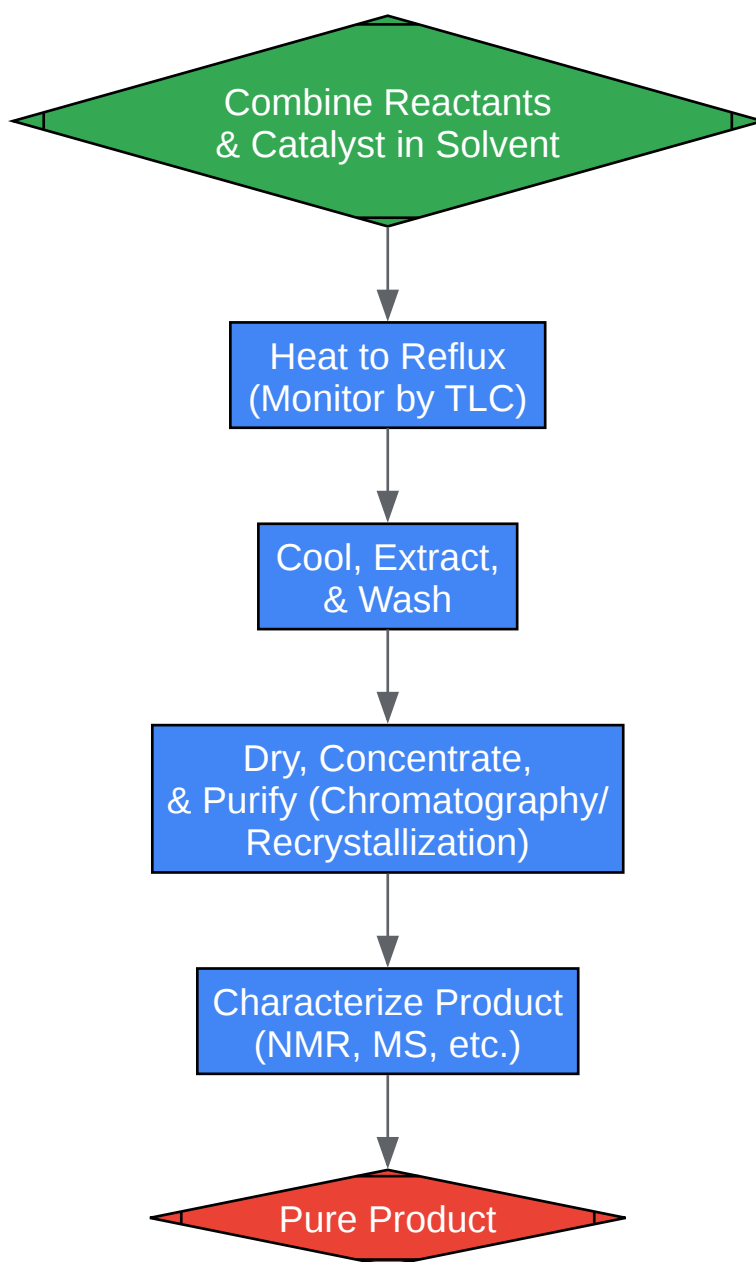 Combine Reactants
& Catalyst in Solvent
Heat to Reflux
(Monitor by TLC)
Cool, Extract,
& Wash
Dry, Concentrate,
& Purify (Chromatography/
Recrystallization)
Characterize Product
(NMR, MS, etc.)
Pure Product